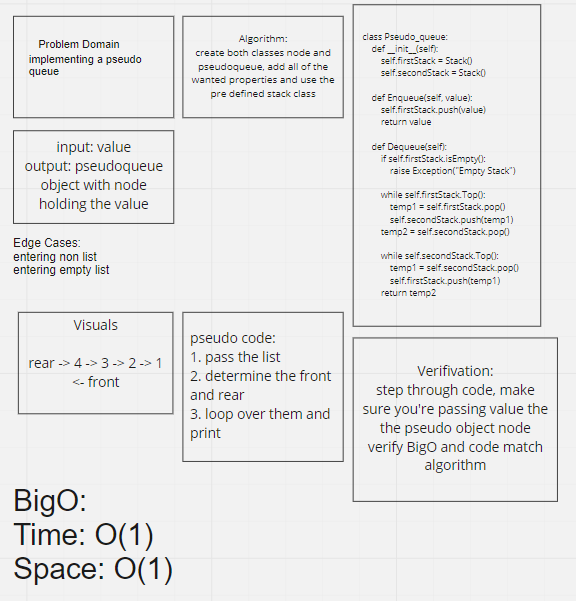 Problem Domain
implementing a pseudo
queue
Algorithm:
create both classes node and
pseudoqueue, add all of the
wanted properties and use the
pre defined stack class
class Pseudo_queue:
def __init__(self):
self.firstStack = Stack()
self.secondStack = Stack()
def Enqueue(self, value):
self.firstStack.push(value)
return value
def Dequeue(self):
if self.firstStack.isEmpty():
raise Exception("Empty Stack")
while self.firstStack.Top():
temp1 = self.firstStack.pop()
self.secondStack.push(temp1)
temp2 = self.secondStack.pop()
while self.secondStack.Top():
temp1 = self.secondStack.pop()
self.firstStack.push(temp1)
return temp2
input: value
output: pseudoqueue
object with node
holding the value
Edge Cases:
entering non list
entering empty list
Visuals
rear -> 4 -> 3 -> 2 -> 1
<- front
pseudo code:
1. pass the list
2. determine the front
and rear
3. loop over them and
print
Verifivation:
step through code, make
sure you're passing value the
the pseudo object node
verify BigO and code match
algorithm
BigO:
Time: O(1)
Space: O(1)